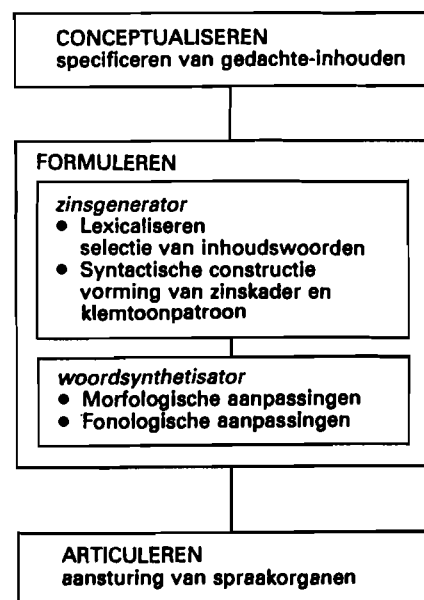 CONCEPTUALISEREN
specificeren van gedachte-inhouden
FORMULEREN
zinsgenerator
• Lexicaliseren
selectie van inhoudswoorden
• Syntactische constructie
vorming van zinskader en
klemtoonpatroon
woordsynthetisator
• Morfologische aanpassingen
• Fonologische aanpassingen
ARTICULEREN
aansturing van spraakorganen